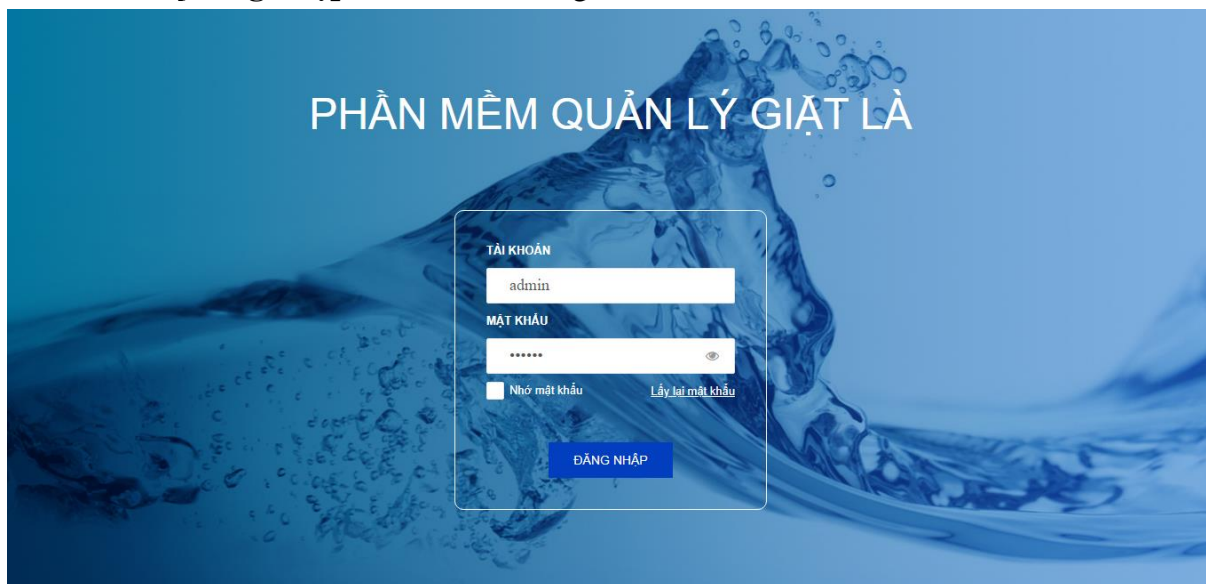 PHẦN MỀM QUẢN LÝ GIẶT LÀ
TÀI KHOẢN
admin
MẬT KHẨU
••••••
Nhớ mật khẩu
Lấy lại mật khẩu
ĐĂNG NHẬP